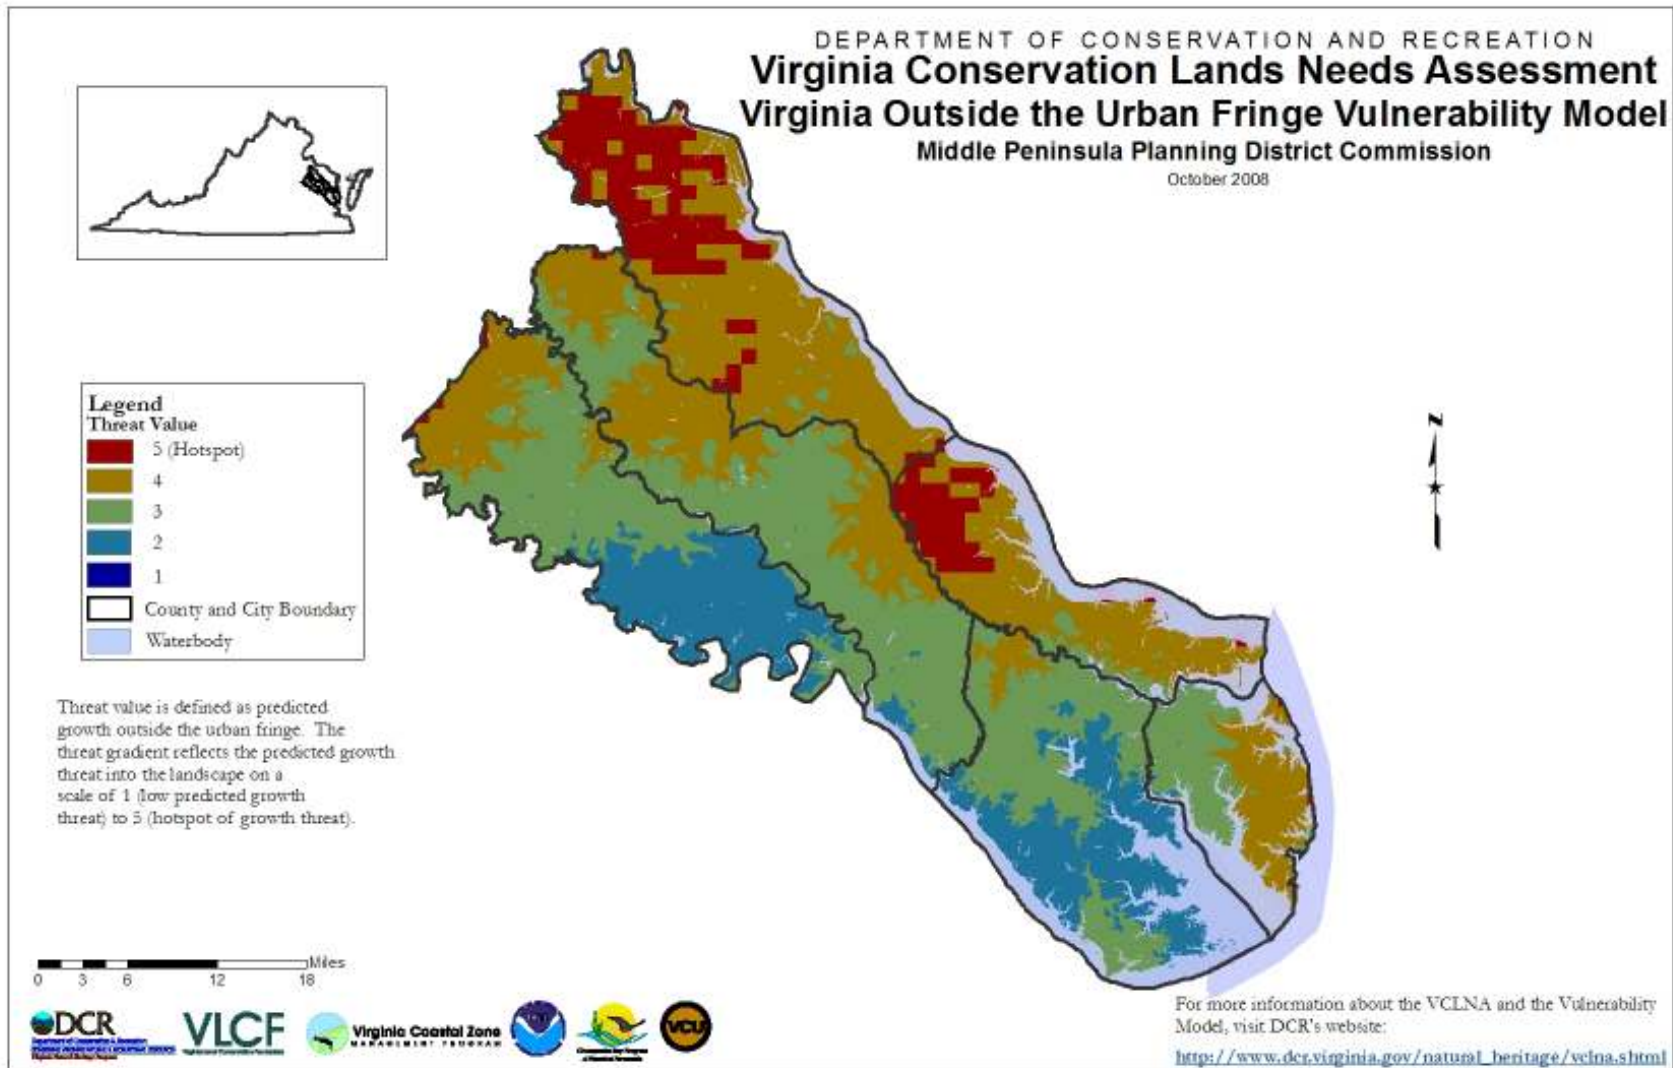 DEPARTMENT OF CONSERVATION AND RECREATION
Virginia Conservation Lands Needs Assessment
Virginia Outside the Urban Fringe Vulnerability Model
Middle Peninsula Planning District Commission
October 2008
Legend
Threat Value
5 (Hotspot)
4
3
2
1
County and City Boundary
Waterbody
N
Threat value is defined as predicted
growth outside the urban fringe. The
threat gradient reflects the predicted growth
threat into the landscape on a
scale of 1 (low predicted growth
threat) to 5 (hotspot of growth threat).
Miles
0 3 6 12 18
DCR
VLCF
Virginia Coastal Zone
MANAGEMENT PROGRAM
VCU
For more information about the VCLNA and the Vulnerability
Model, visit DCR's website:
http://www.dcr.virginia.gov/natural_heritage/vclna.shtml